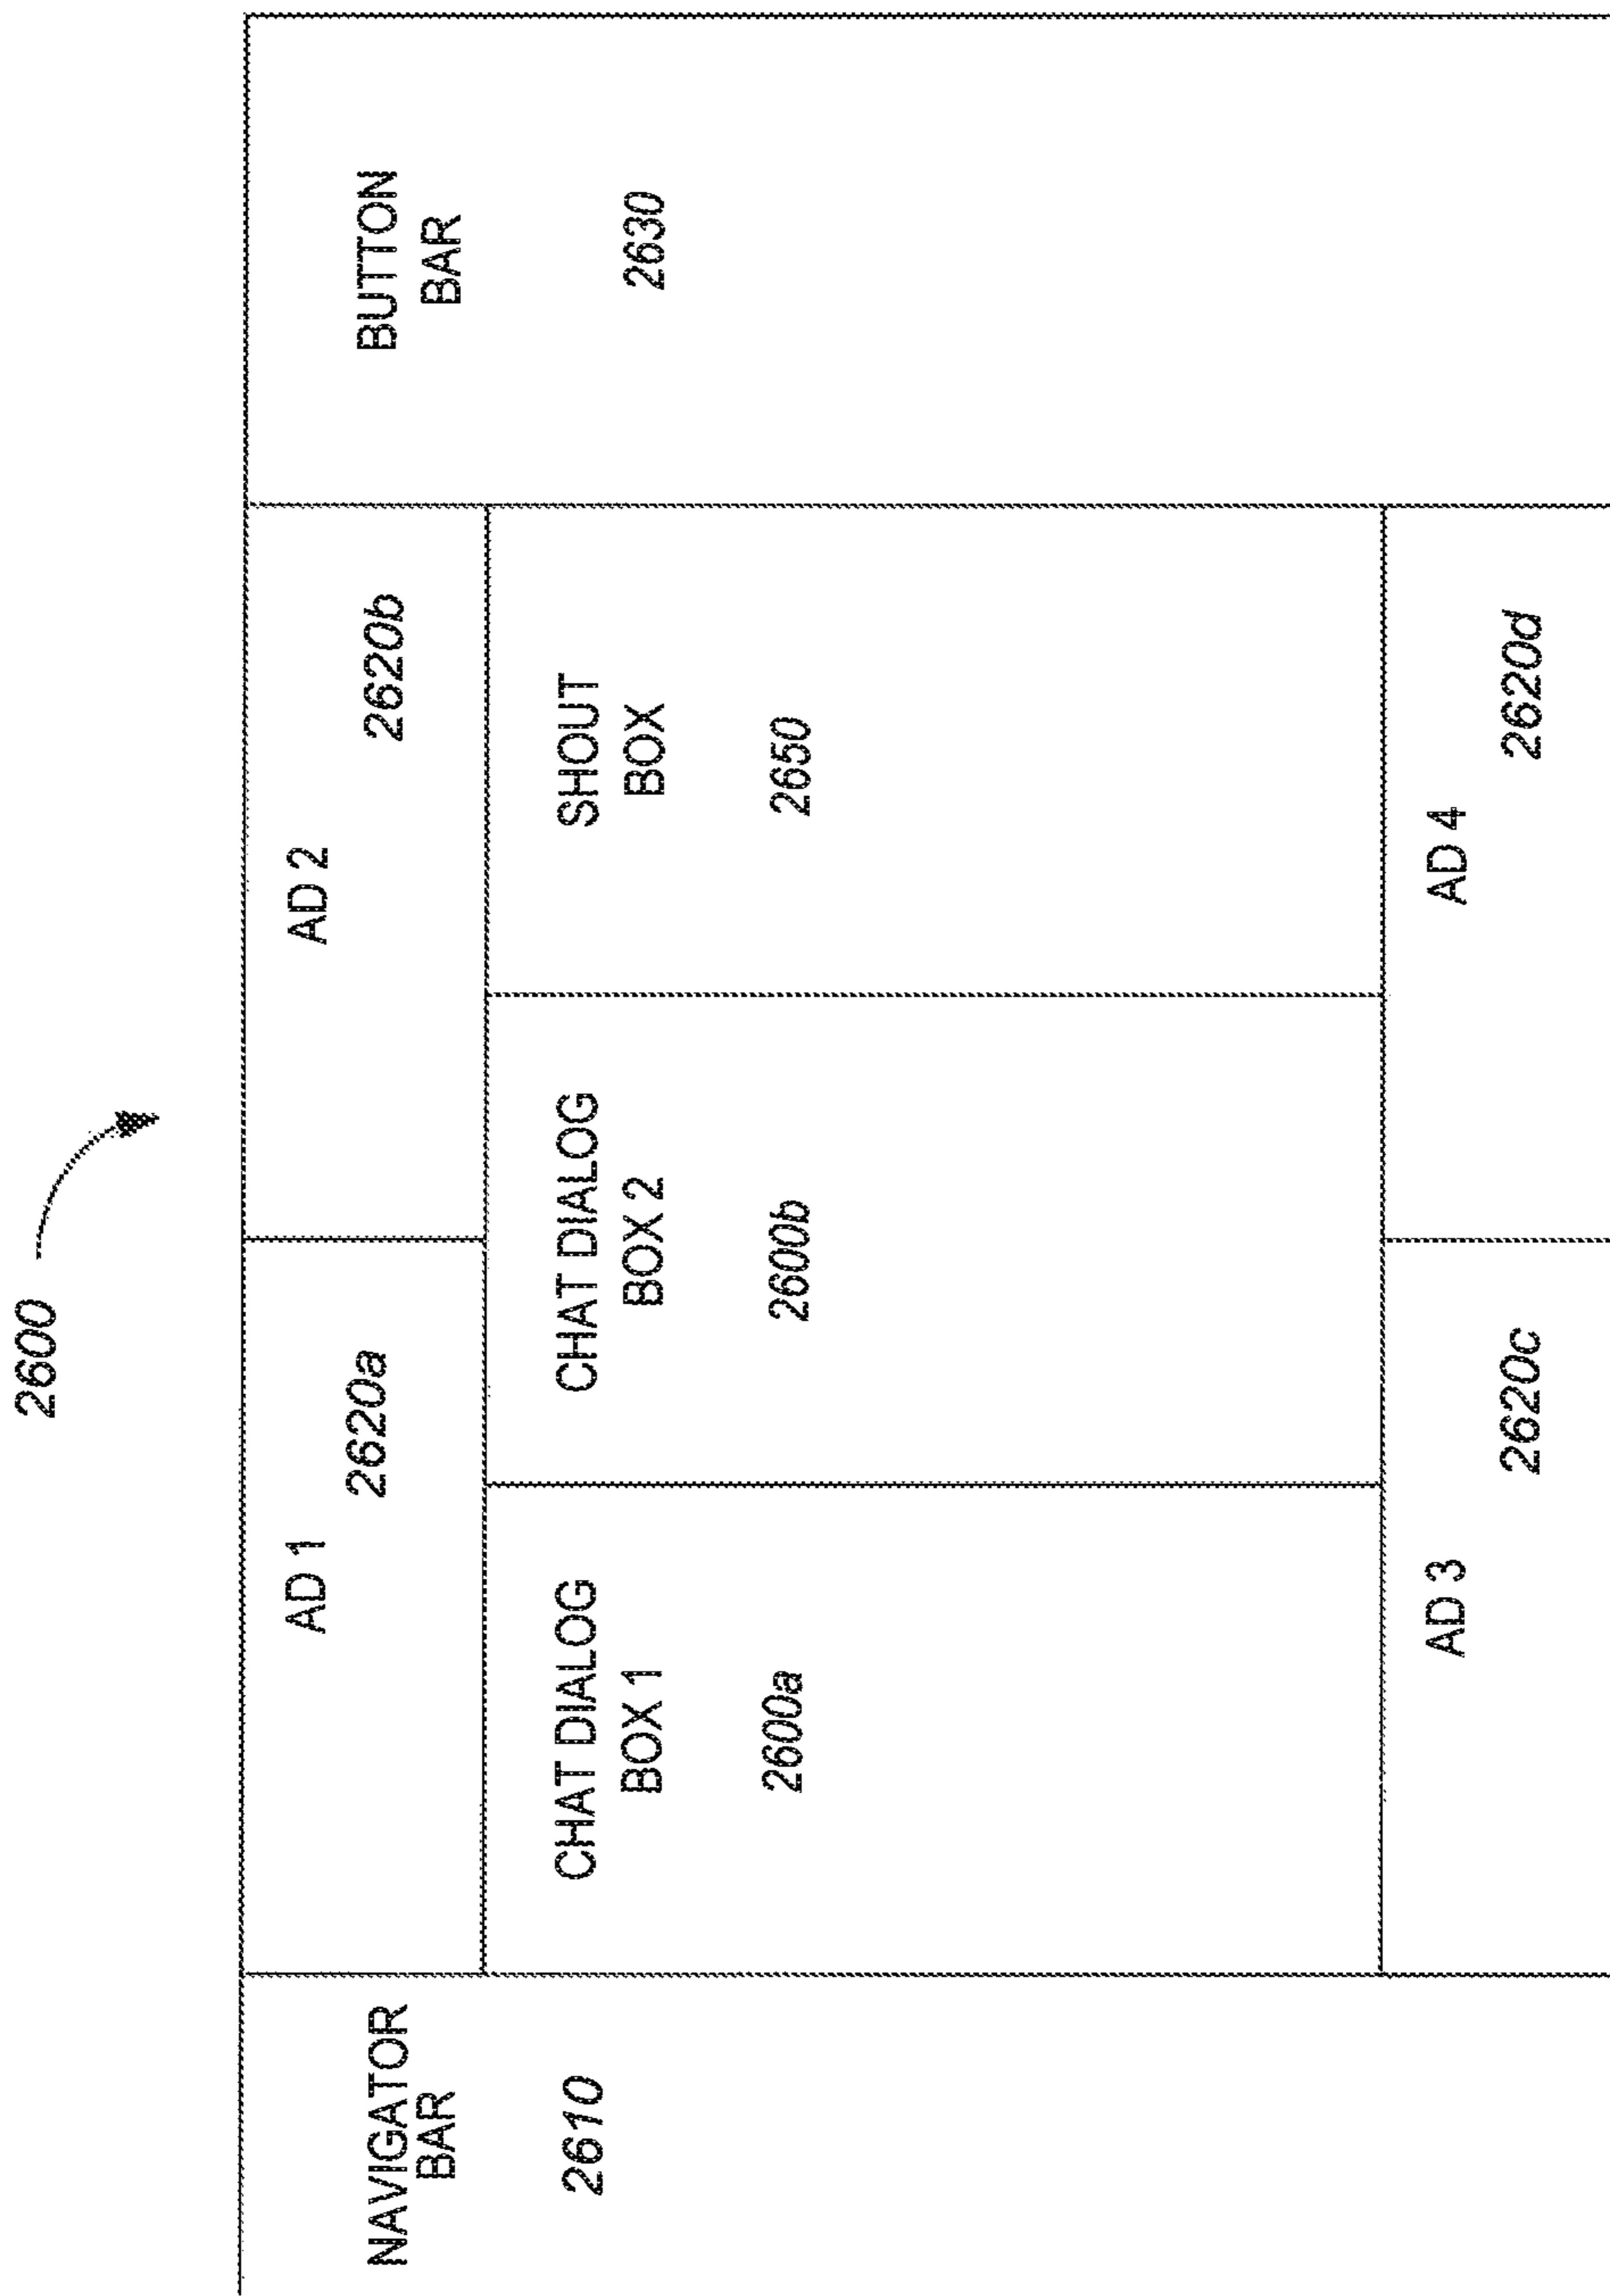 2600
NAVIGATOR
BAR
2610
AD 1
2620a
AD 2
2620b
CHAT DIALOG
BOX 1
2600a
CHAT DIALOG
BOX 2
2600b
SHOUT
BOX
2650
AD 3
2620c
AD 4
2620d
BUTTON
BAR
2630